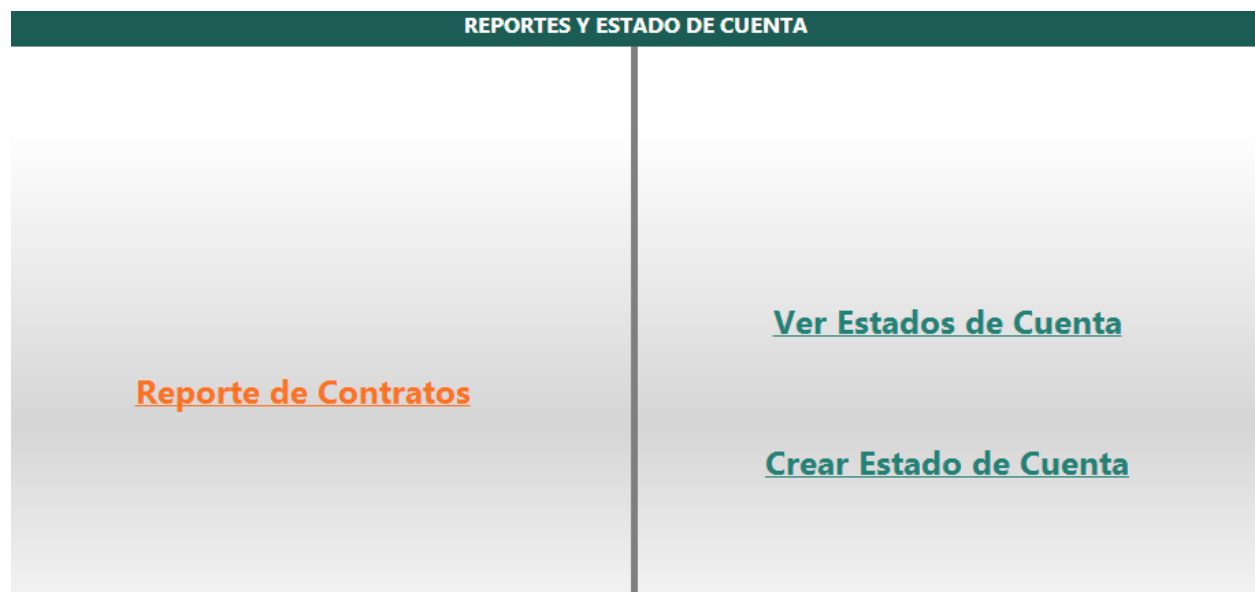 REPORTES Y ESTADO DE CUENTA
Reporte de Contratos
Ver Estados de Cuenta
Crear Estado de Cuenta